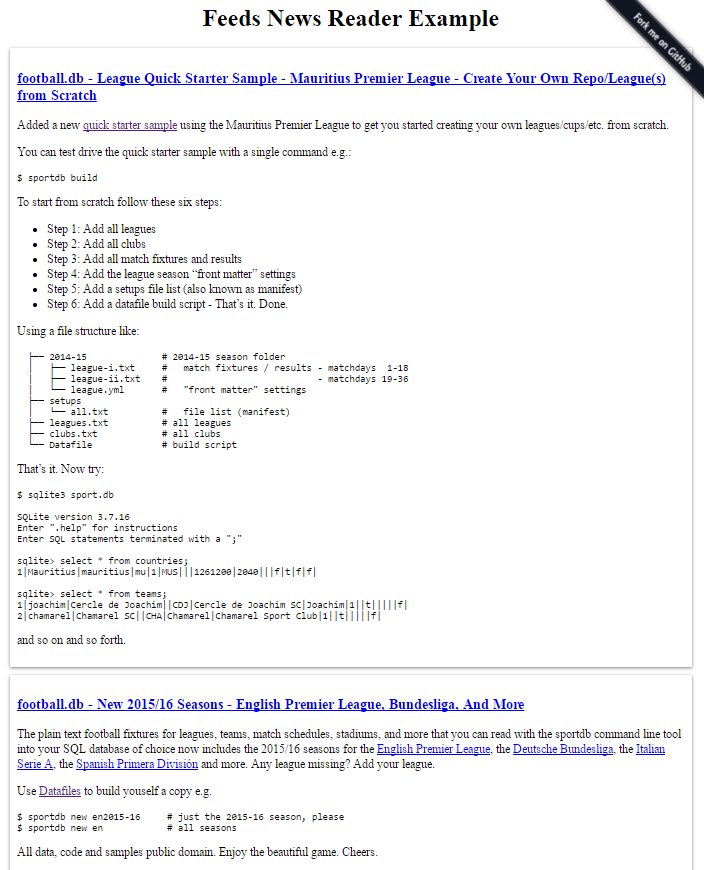 Feeds News Reader Example
Fork me on GitHub
football.db - League Quick Starter Sample - Mauritius Premier League - Create Your Own Repo/League(s)
from Scratch
Added a new quick starter sample using the Mauritius Premier League to get you started creating your own leagues/cups/etc. from scratch.
You can test drive the quick starter sample with a single command e.g.:
$ sportdb build
To start from scratch follow these six steps:
• Step 1: Add all leagues
• Step 2: Add all clubs
• Step 3: Add all match fixtures and results
• Step 4: Add the league season “front matter” settings
• Step 5: Add a setups file list (also known as manifest)
• Step 6: Add a datafile build script - That’s it. Done.
Using a file structure like:
├── 2014-15              # 2014-15 season folder
│   ├── league-i.txt     #   match fixtures / results - matchdays  1-18
│   ├── league-ii.txt    #                            - matchdays 19-36
│   └── league.yml       #   "front matter" settings
├── setups
│   └── all.txt          #   file list (manifest)
├── leagues.txt          # all leagues
├── clubs.txt            # all clubs
└── Datafile             # build script
That’s it. Now try:
$ sqlite3 sport.db
SQLite version 3.7.16
Enter ".help" for instructions
Enter SQL statements terminated with a ";"
sqlite> select * from countries;
1|Mauritius|mauritius|mu|1|MUS|||1261200|2040|||f|t|f|f|
sqlite> select * from teams;
1|joachim|Cercle de Joachim||CDJ|Cercle de Joachim SC|Joachim|1||t|||||f|
2|chamarel|Chamarel SC||CHA|Chamarel|Chamarel Sport Club|1||t|||||f|
and so on and so forth.
football.db - New 2015/16 Seasons - English Premier League, Bundesliga, And More
The plain text football fixtures for leagues, teams, match schedules, stadiums, and more that you can read with the sportdb command line tool
into your SQL database of choice now includes the 2015/16 seasons for the English Premier League, the Deutsche Bundesliga, the Italian
Serie A, the Spanish Primera División and more. Any league missing? Add your league.
Use Datafiles to build youself a copy e.g.
$ sportdb new en2015-16     # just the 2015-16 season, please
$ sportdb new en            # all seasons
All data, code and samples public domain. Enjoy the beautiful game. Cheers.